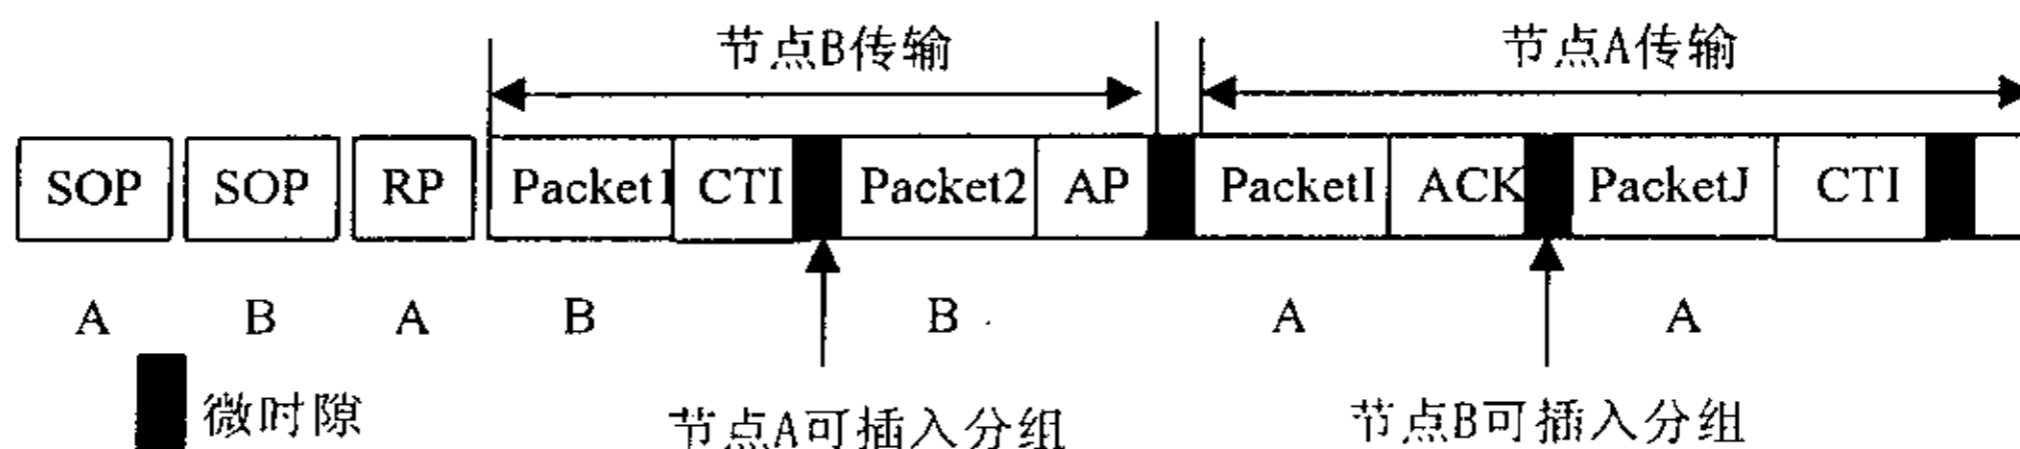 节点B传输 节点A传输
SOP SOP RP Packet1 CTI Packet2 AP PacketI ACK PacketJ CTI
A B A B B A A
微时隙 节点A可插入分组 节点B可插入分组